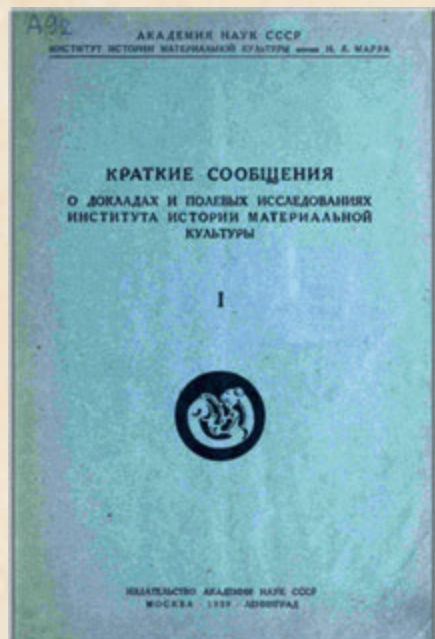 А92
АКАДЕМИЯ НАУК СССР
ИНСТИТУТ ИСТОРИИ МАТЕРИАЛЬНОЙ КУЛЬТУРЫ имени Н. Я. МАРРА
КРАТКИЕ СООБЩЕНИЯ
О ДОКЛАДАХ И ПОЛЕВЫХ ИССЛЕДОВАНИЯХ
ИНСТИТУТА ИСТОРИИ МАТЕРИАЛЬНОЙ
КУЛЬТУРЫ
I
ИЗДАТЕЛЬСТВО АКАДЕМИИ НАУК СССР
МОСКВА · 1939 · ЛЕНИНГРАД